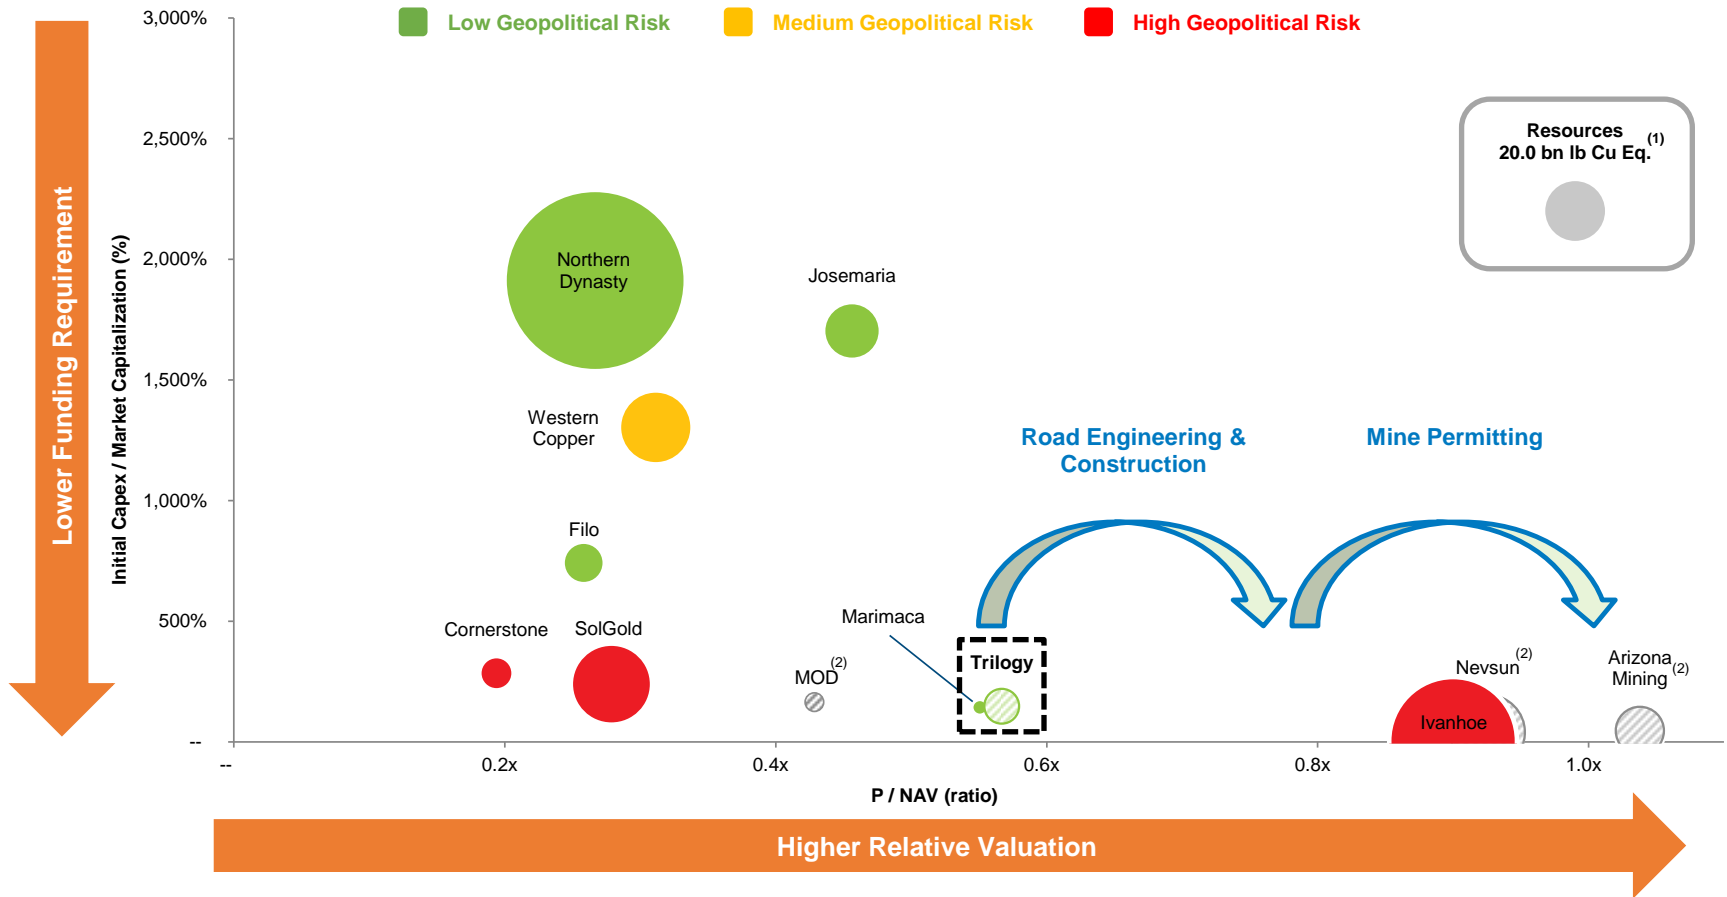 3,000%
Low Geopolitical Risk
Medium Geopolitical Risk
High Geopolitical Risk
2,500%
Resources
20.0 bn lb Cu Eq.(1)
2,000%
Northern
Dynasty
Josemaria
1,500%
Western
Copper
Road Engineering &
Construction
Mine Permitting
1,000%
Filo
500%
Cornerstone
SolGold
Marimaca
MOD(2)
Trilogy
Nevsun(2)
Arizona
Mining(2)
Ivanhoe
--
--
0.2x
0.4x
0.6x
0.8x
1.0x
P / NAV (ratio)
Initial Capex / Market Capitalization (%)
Lower Funding Requirement
Higher Relative Valuation